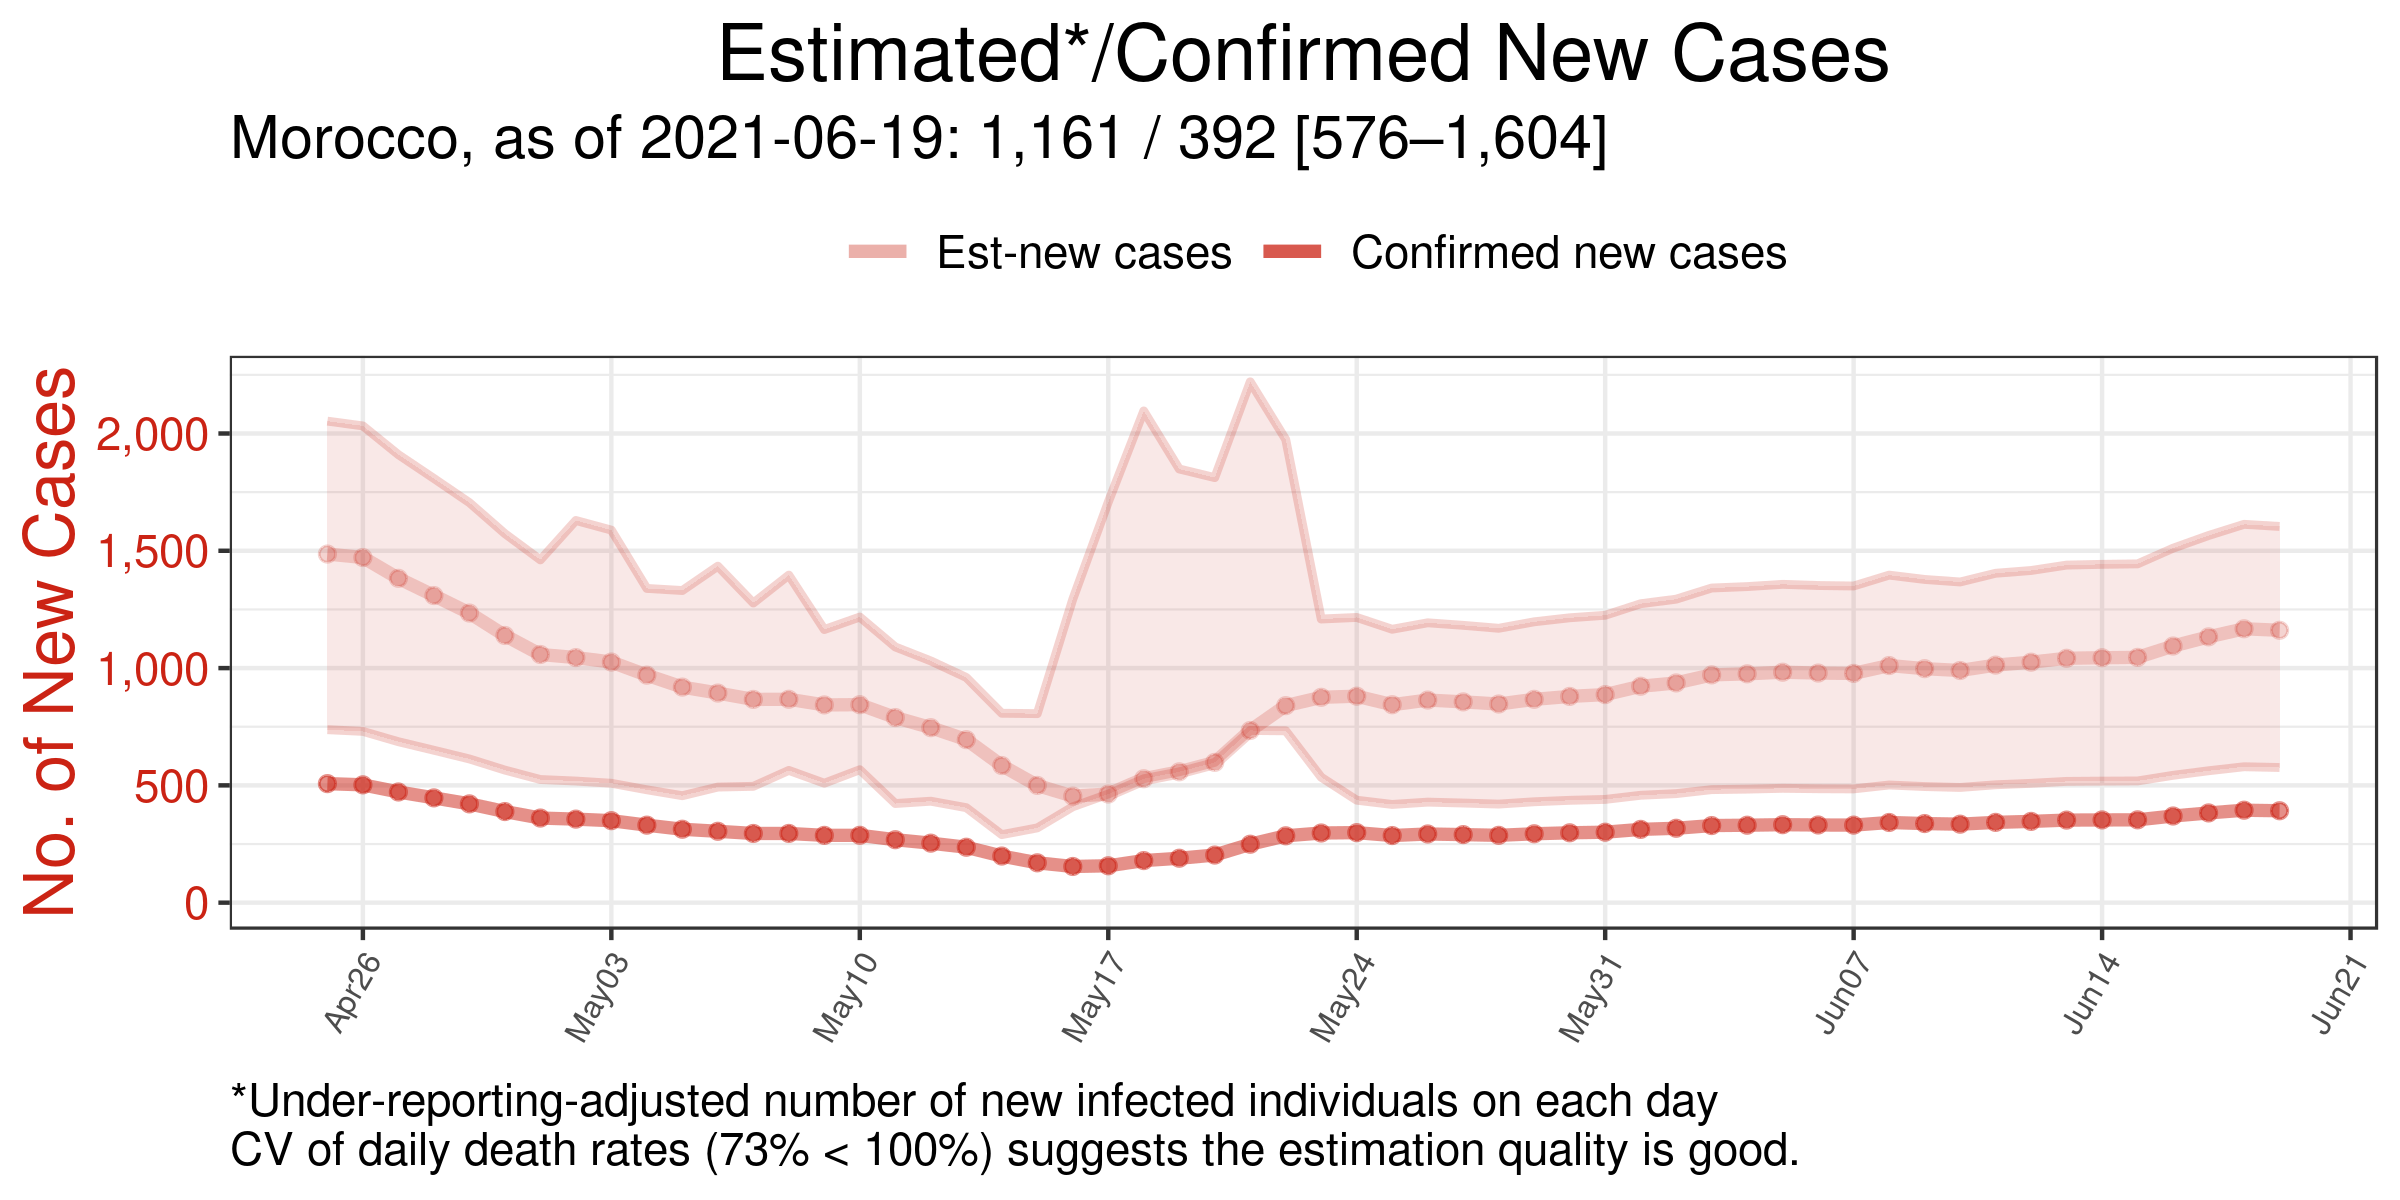 Estimated*/Confirmed New Cases
Morocco, as of 2021-06-19: 1,161 / 392 [576–1,604]
Est-new cases Confirmed new cases
No. of New Cases
2,000
1,500
1,000
500
0
Apr26 May03 May10 May17 May24 May31 Jun07 Jun14 Jun21
*Under-reporting-adjusted number of new infected individuals on each day
CV of daily death rates (73% < 100%) suggests the estimation quality is good.